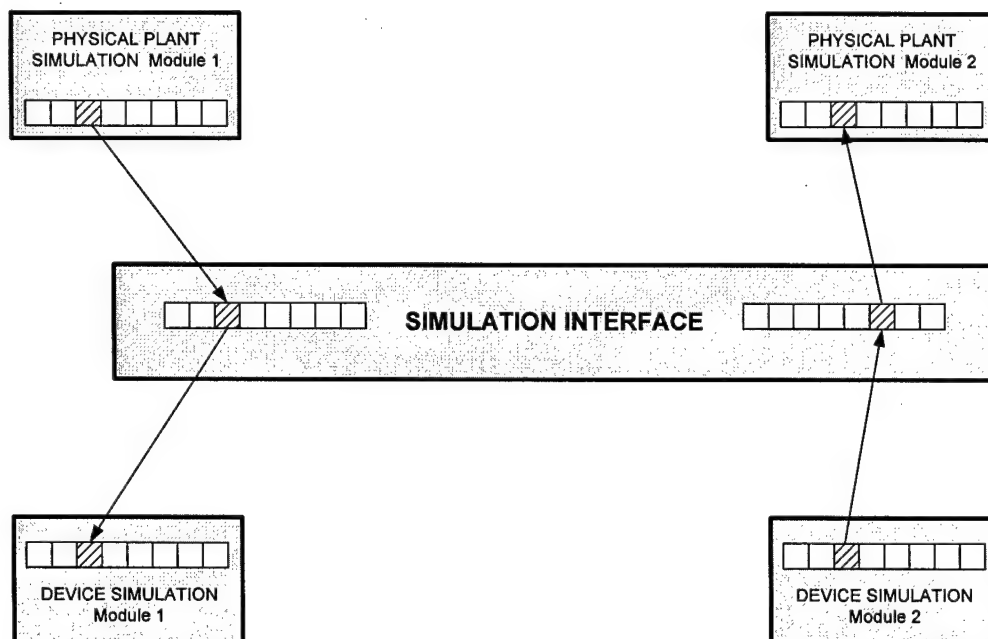 PHYSICAL PLANT
SIMULATION Module 1
PHYSICAL PLANT
SIMULATION Module 2
SIMULATION INTERFACE
DEVICE SIMULATION
Module 1
DEVICE SIMULATION
Module 2